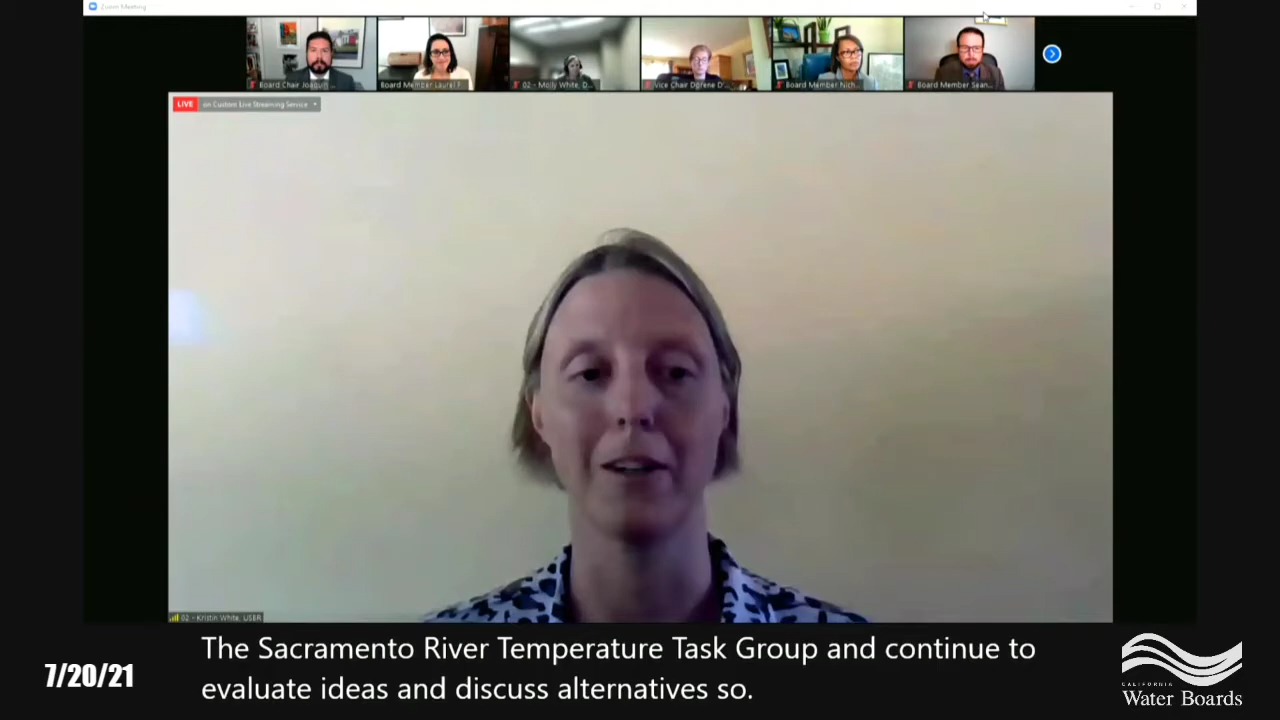 Zoom Meeting
Board Chair Joaquin ...
Board Member Laurel F...
02 - Molly White, D...
Vice Chair Dorene D'...
Board Member Nich...
Board Member Sean...
LIVE on Custom Live Streaming Service
02 - Kristin White, USBR
The Sacramento River Temperature Task Group and continue to
evaluate ideas and discuss alternatives so.
7/20/21
CALIFORNIA
Water Boards